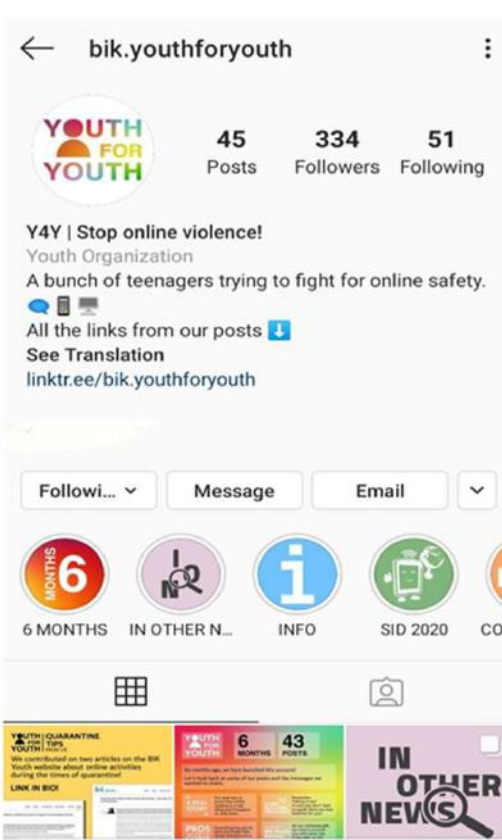 bik.youthforyouth
YOUTH
FOR
YOUTH
45
Posts
334
Followers
51
Following
Y4Y | Stop online violence!
Youth Organization
A bunch of teenagers trying to fight for online safety.
All the links from our posts
See Translation
linktr.ee/bik.youthforyouth
Followi...
Message
Email
6 MONTHS
ION
6 MONTHS
IN OTHER N...
INFO
SID 2020
CO
YOUTH FOR YOUTH
QUARANTINE
TIPS
We contributed on two articles on the BIK
Youth website about online activities
during the times of quarantine!
LINK IN BIO!
YOUTH FOR YOUTH
6
MONTHS
43
POSTS
PROS
IN
OTHER
NEWS